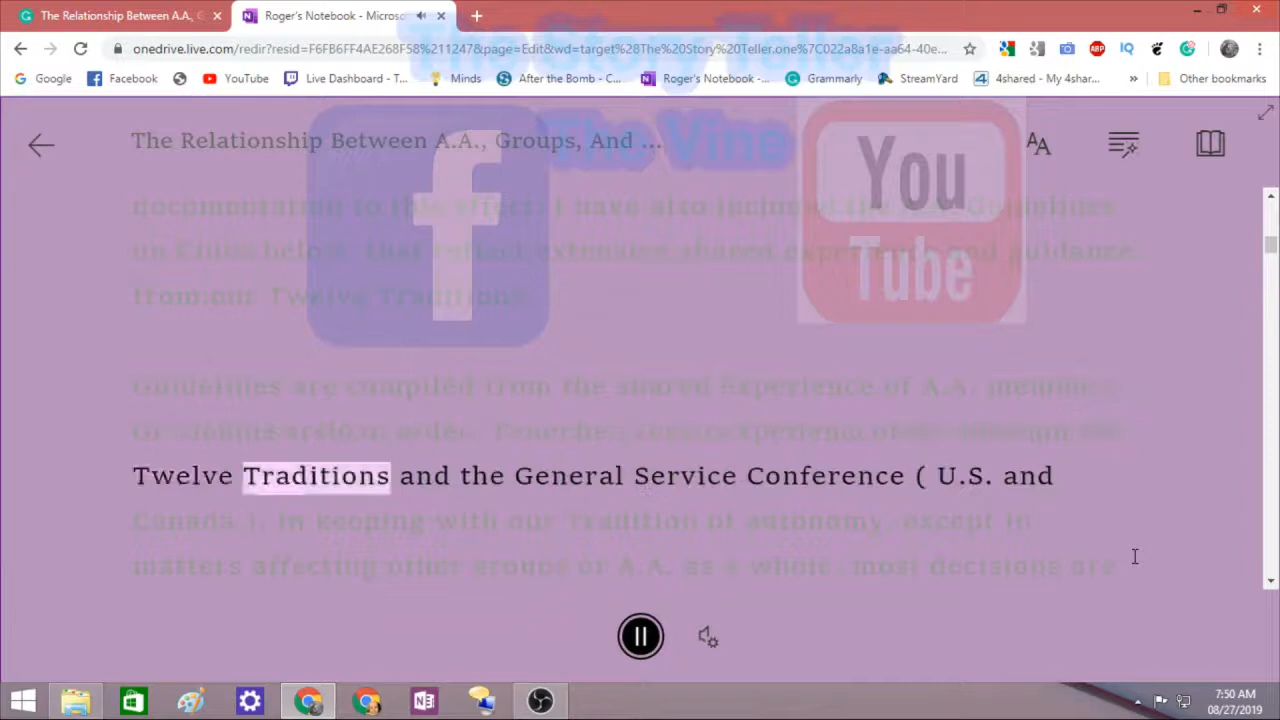 The Relationship Between A.A., G
Roger's Notebook - Microso
onedrive.live.com/redir?resid=F6FB6FF4AE268F58%211247&page=Edit&wd=target%28The%20Story%20Teller.one%7C022a8a1e-aa64-40e...
ABP
IQ
Google
Facebook
YouTube
Live Dashboard - T...
Minds
After the Bomb - C...
Roger's Notebook -...
Grammarly
StreamYard
4shared - My 4shar...
»
Other bookmarks
The Story Teller
The Vine
The Relationship Between A.A., Groups, And ...
You
Tube
documentation to this effect. I have also included the Guidelines
that reflect extensive shared experience and guidance
from our Twelve Traditions
Guidelines are compiled from the shared Experience of A.A. members
Twelve Traditions and the General Service Conference ( U.S. and
Canada ). In keeping with our Tradition of autonomy, except in
matters affecting other groups or A.A. as a whole, most decisions are
7:50 AM
08/27/2019